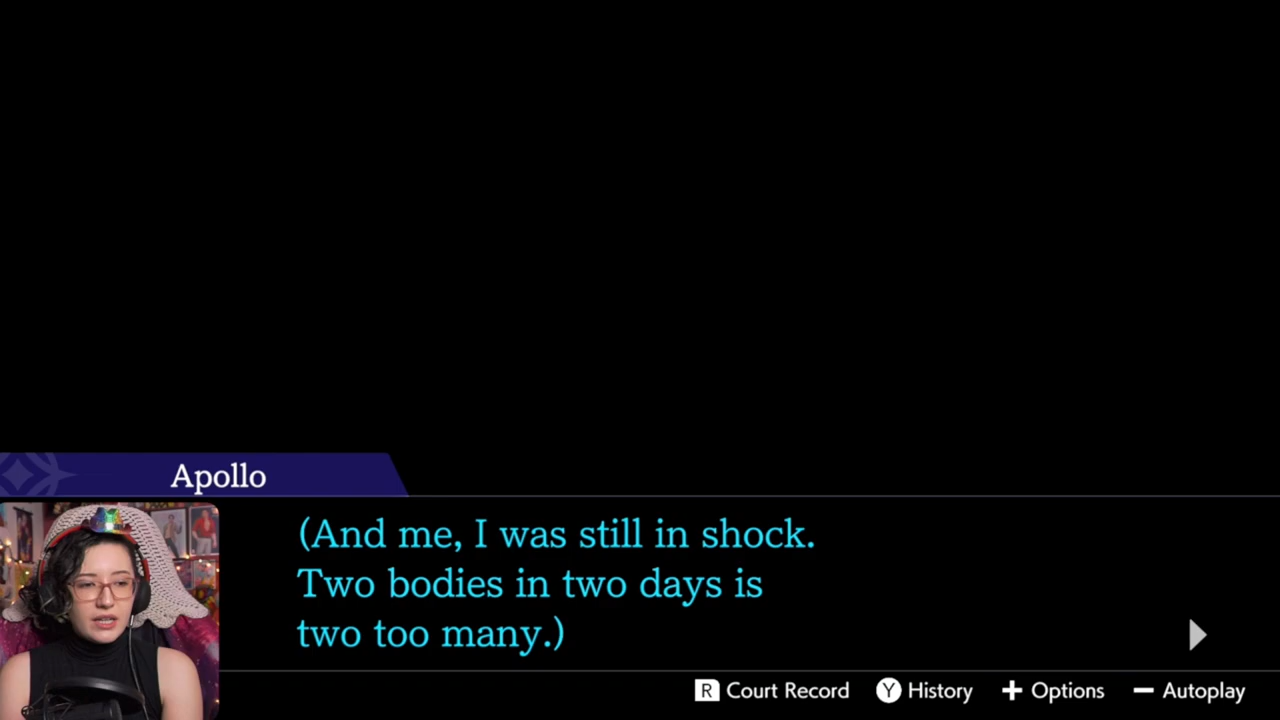 Apollo
(And me, I was still in shock.
Two bodies in two days is
two too many.)
R Court Record Y History + Options − Autoplay